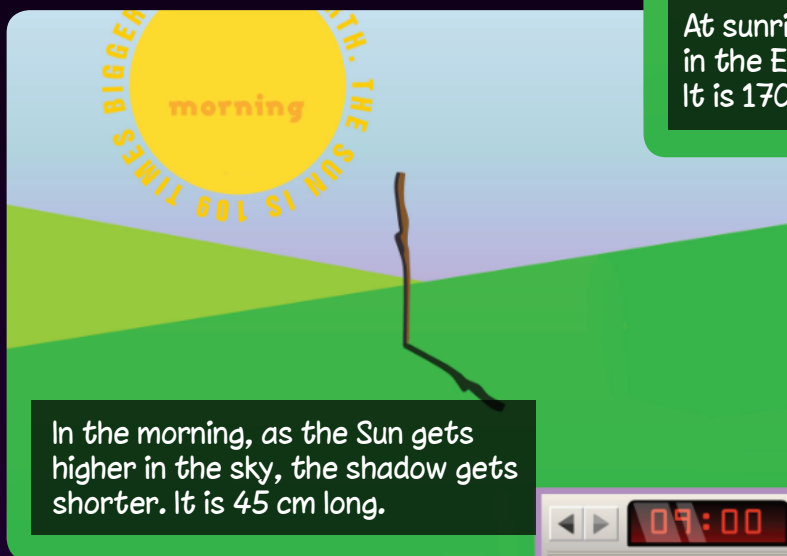 BIGGER
TH. THE SUN IS 109 TIMES
morning
At sunri
in the E
It is 170
In the morning, as the Sun gets
higher in the sky, the shadow gets
shorter. It is 45 cm long.
09:00